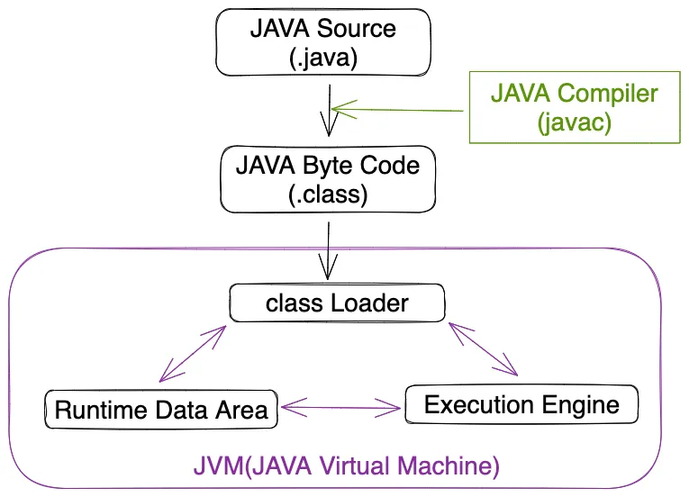 JAVA Source
(.java)
JAVA Compiler
(javac)
JAVA Byte Code
(.class)
class Loader
Runtime Data Area
Execution Engine
JVM(JAVA Virtual Machine)